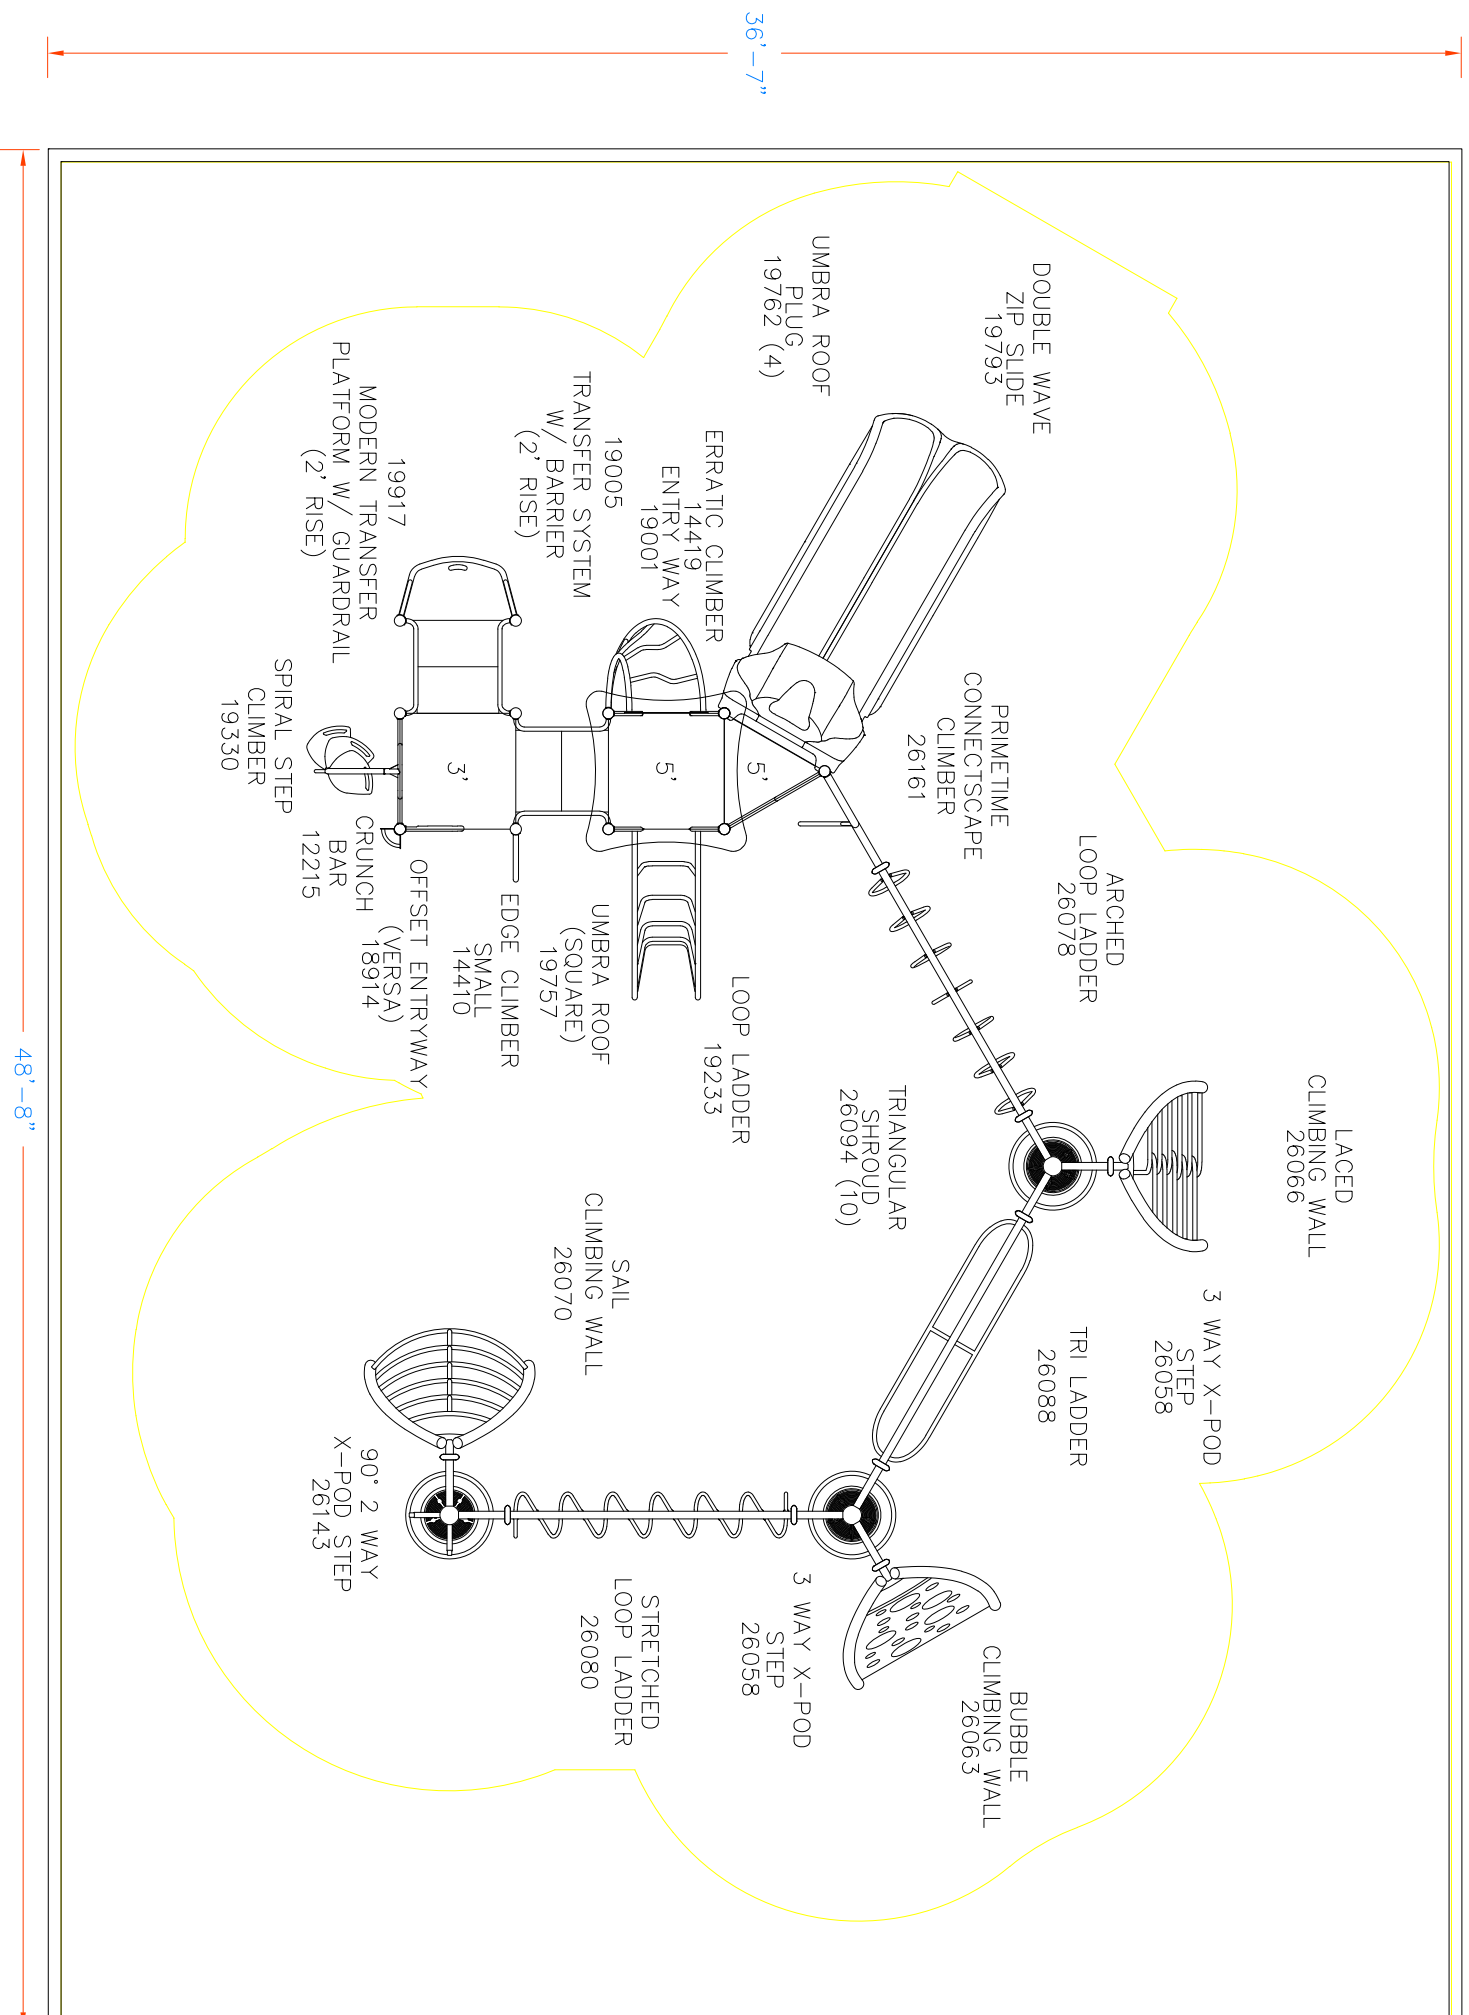 36'-7"
48'-8"
LACED
CLIMBING WALL
26066
3 WAY X-POD
STEP
26058
ARCHED
LOOP LADDER
26078
TRI LADDER
26088
DOUBLE WAVE
ZIP SLIDE
19793
PRIMETIME
CONNECTSCAPE
CLIMBER
26161
BUBBLE
CLIMBING WALL
26063
TRIANGULAR
SHROUD
26094 (10)
UMBRA ROOF
PLUG
19762 (4)
3 WAY X-POD
STEP
26058
LOOP LADDER
19233
ERRATIC CLIMBER
14419
ENTRY WAY
19001
5'
5'
3'
STRETCHED
LOOP LADDER
26080
SAIL
CLIMBING WALL
26070
19005
TRANSFER SYSTEM
W/ BARRIER
(2' RISE)
UMBRA ROOF
(SQUARE)
19757
EDGE CLIMBER
SMALL
14410
OFFSET ENTRYWAY
(VERSA)
18914
19917
MODERN TRANSFER
PLATFORM W/ GUARDRAIL
(2' RISE)
CRUNCH
BAR
12215
90° 2 WAY
X-POD STEP
26143
SPIRAL STEP
CLIMBER
19330